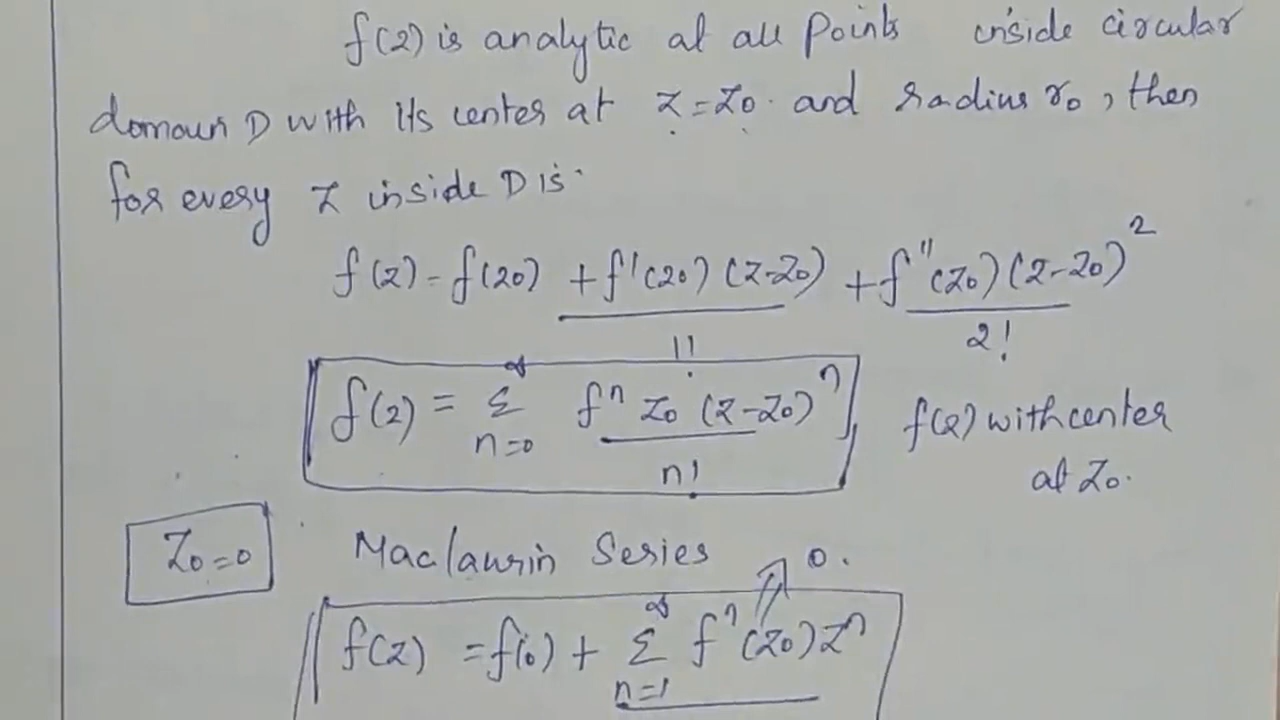 f(z) is analytic at all points inside circular
domain D with its center at z = z₀. and radius r₀, then
for every z inside D is.
f(z) - f(z₀) + f'(z₀)(z-z₀)/1! + f''(z₀)(z-z₀)²/2!
f(z) = Σ_{n=0}^{∞} fⁿ z₀ (z-z₀)ⁿ/n! f(z) with center
at z₀.
z₀=0 Maclaurin Series 0.
f(z) = f(0) + Σ_{n=1}^{∞} fⁿ(z₀)zⁿ